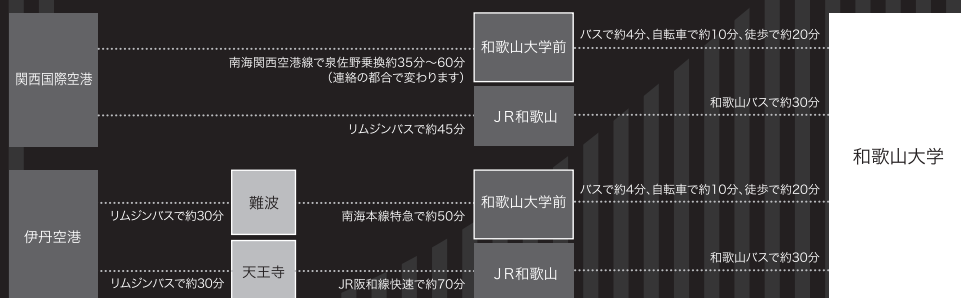 関西国際空港
南海関西空港線で泉佐野乗換約35分～60分
（連絡の都合で変わります）
和歌山大学前
バスで約4分、自転車で約10分、徒歩で約20分
リムジンバスで約45分
JR和歌山
和歌山バスで約30分
和歌山大学
伊丹空港
リムジンバスで約30分
難波
南海本線特急で約50分
和歌山大学前
バスで約4分、自転車で約10分、徒歩で約20分
リムジンバスで約30分
天王寺
JR阪和線快速で約70分
JR和歌山
和歌山バスで約30分